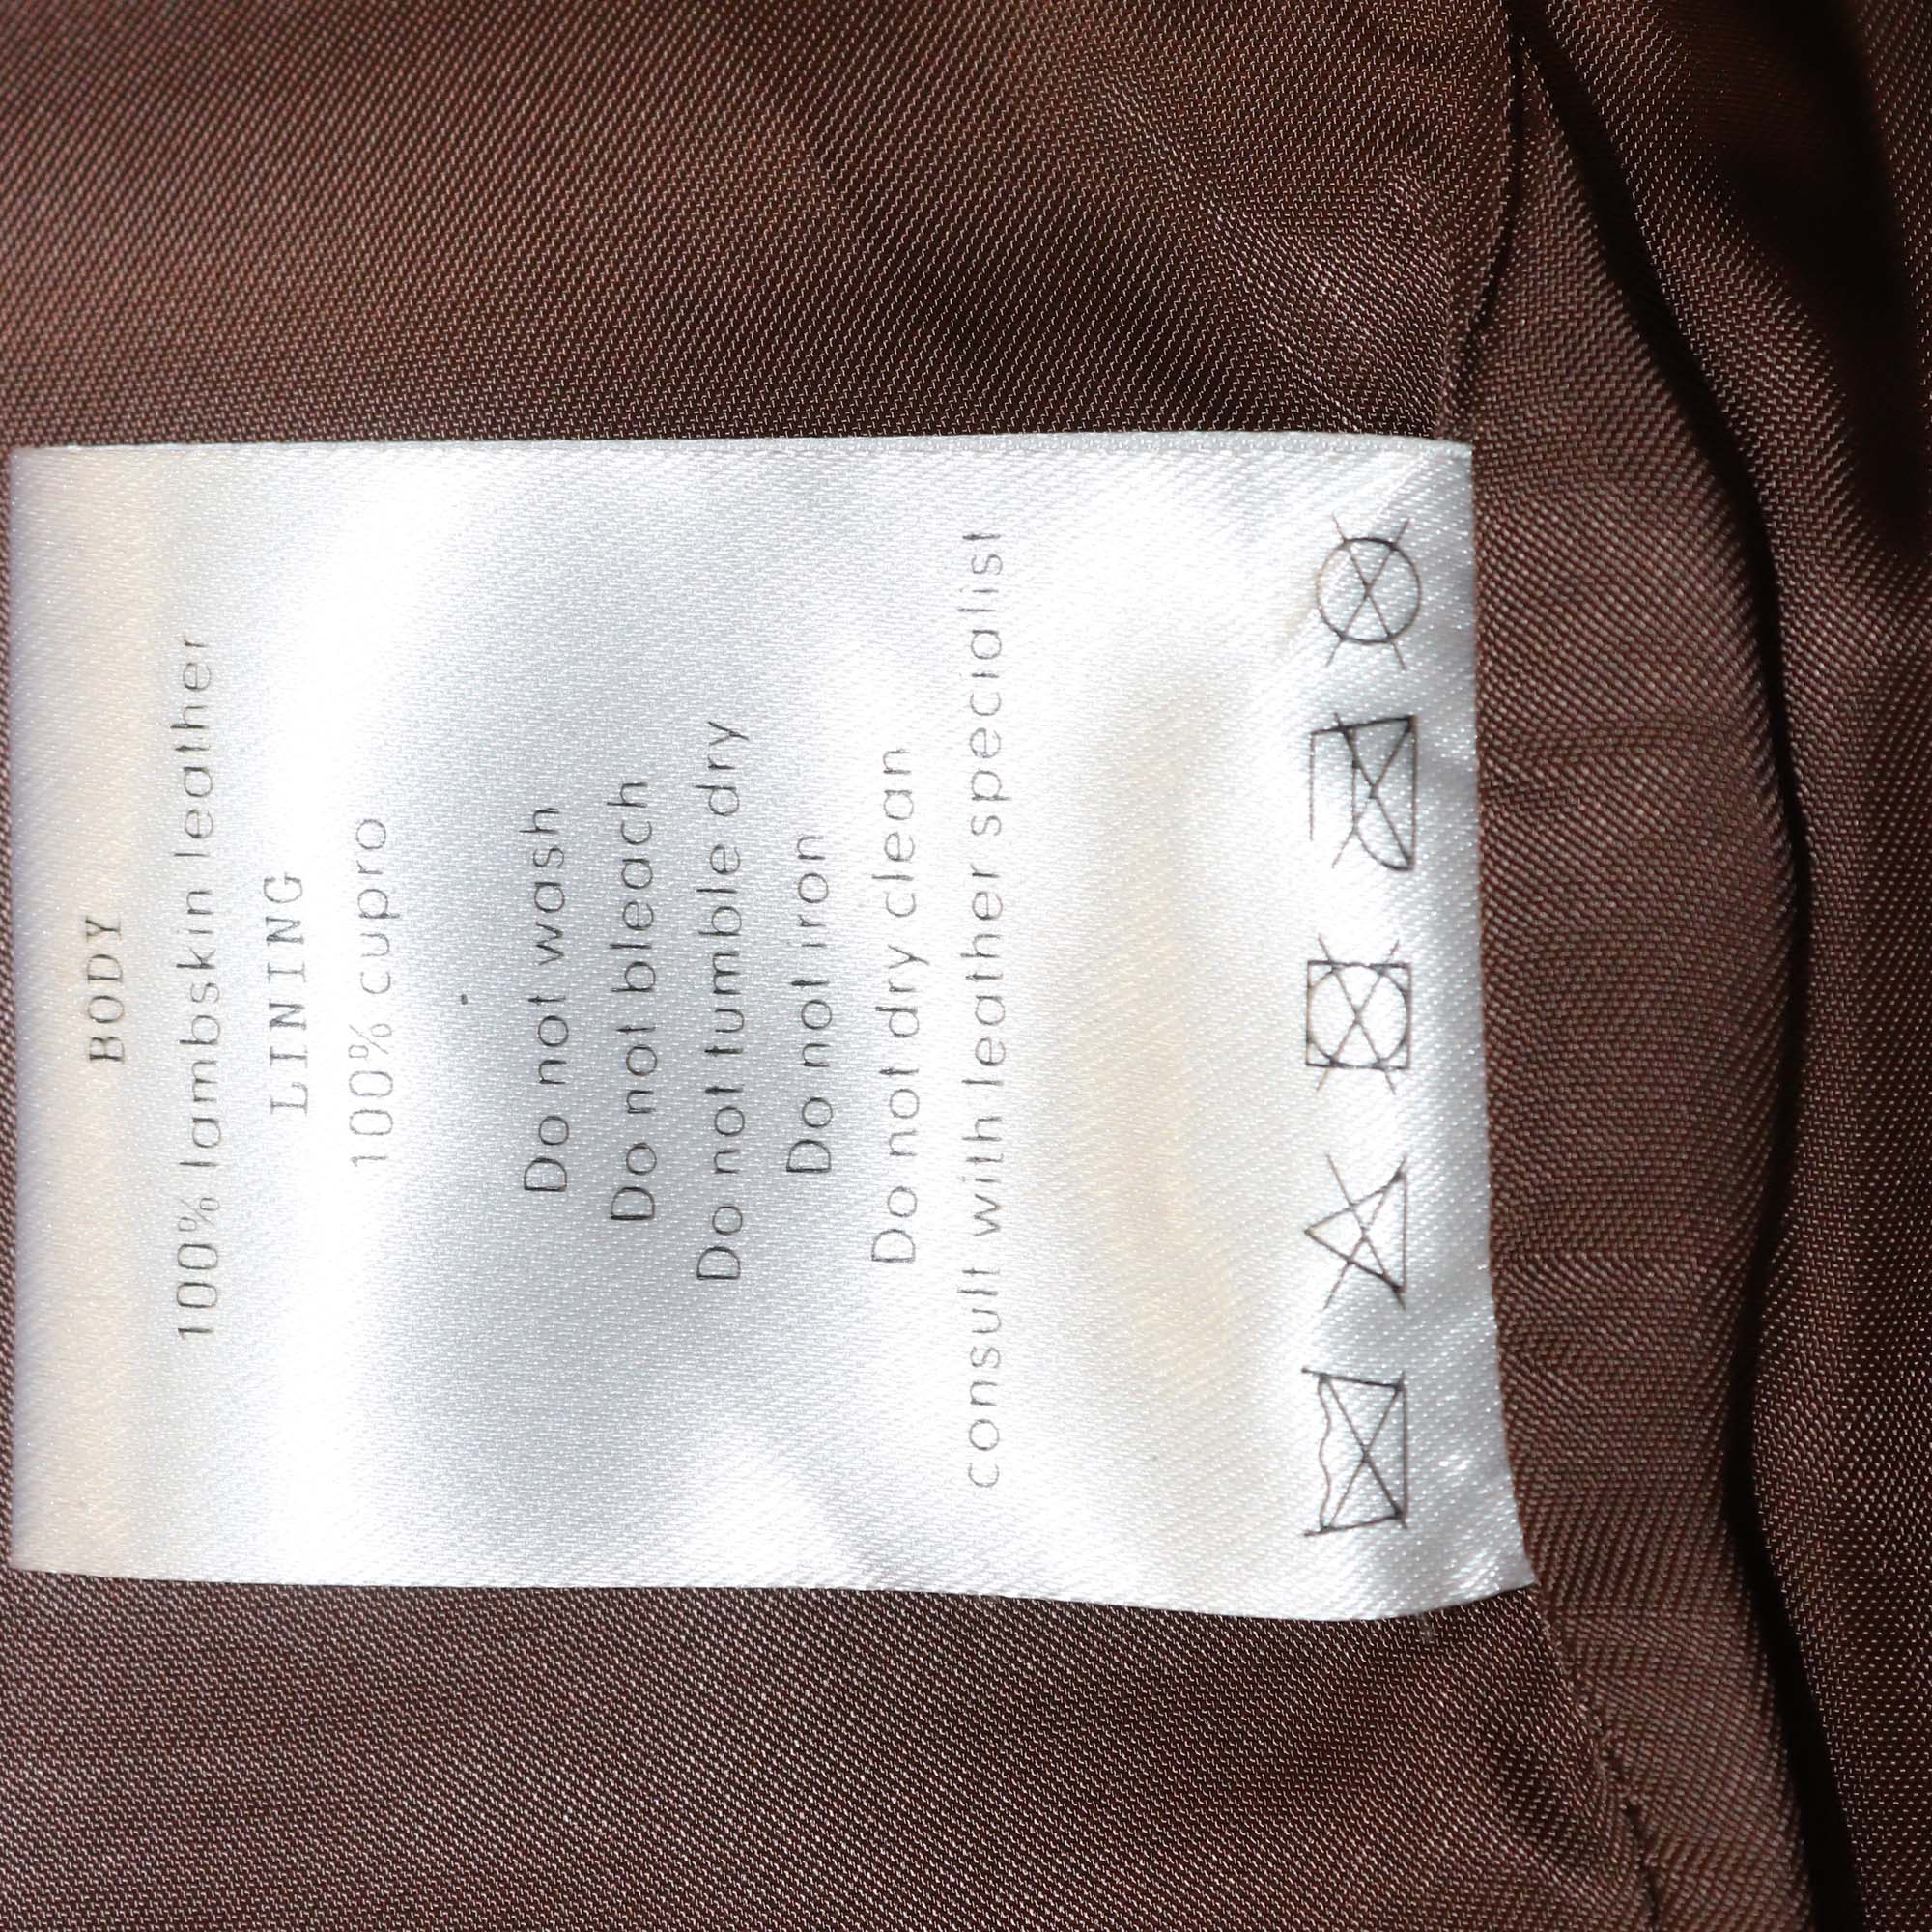 BODY
100% lambskin leather
LINING
100% cupro
Do not wash
Do not bleach
Do not tumble dry
Do not iron
Do not dry clean
consult with leather specialist